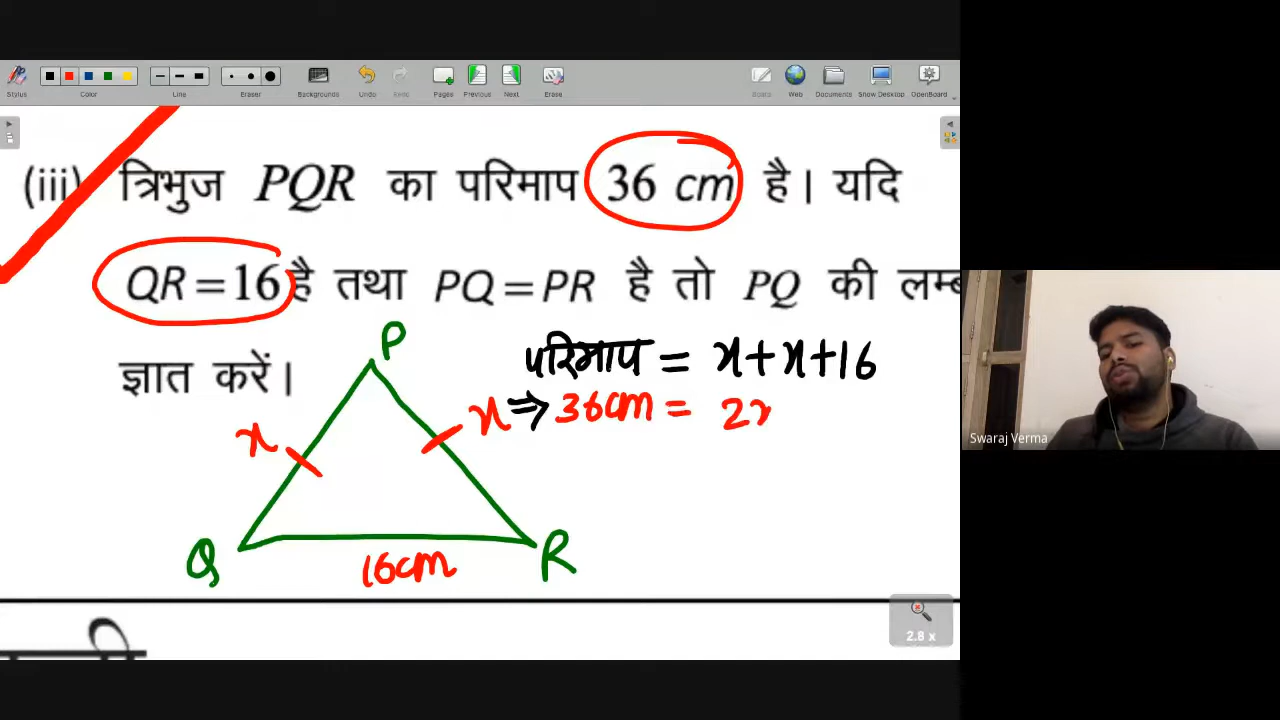 Stylus Color Line Eraser Backgrounds Undo Redo Pages Previous Next Erase Board Web Documents Show Desktop OpenBoard
(iii) त्रिभुज PQR का परिमाप 36 cm है। यदि
QR = 16 है तथा PQ = PR है तो PQ की
ज्ञात करें।
P
परिमाप = x + x + 16
x ⇒ 36cm = 2x
x
Swaraj Verma
Q R
16cm
2.8 x